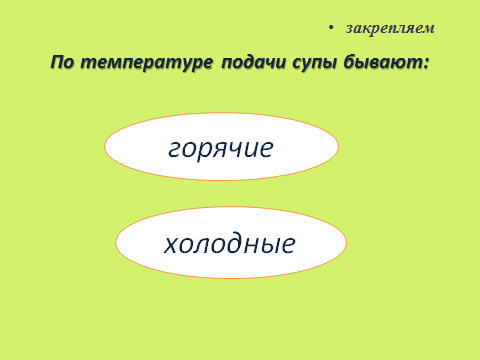 • закрепляем
По температуре подачи супы бывают:
горячие
холодные